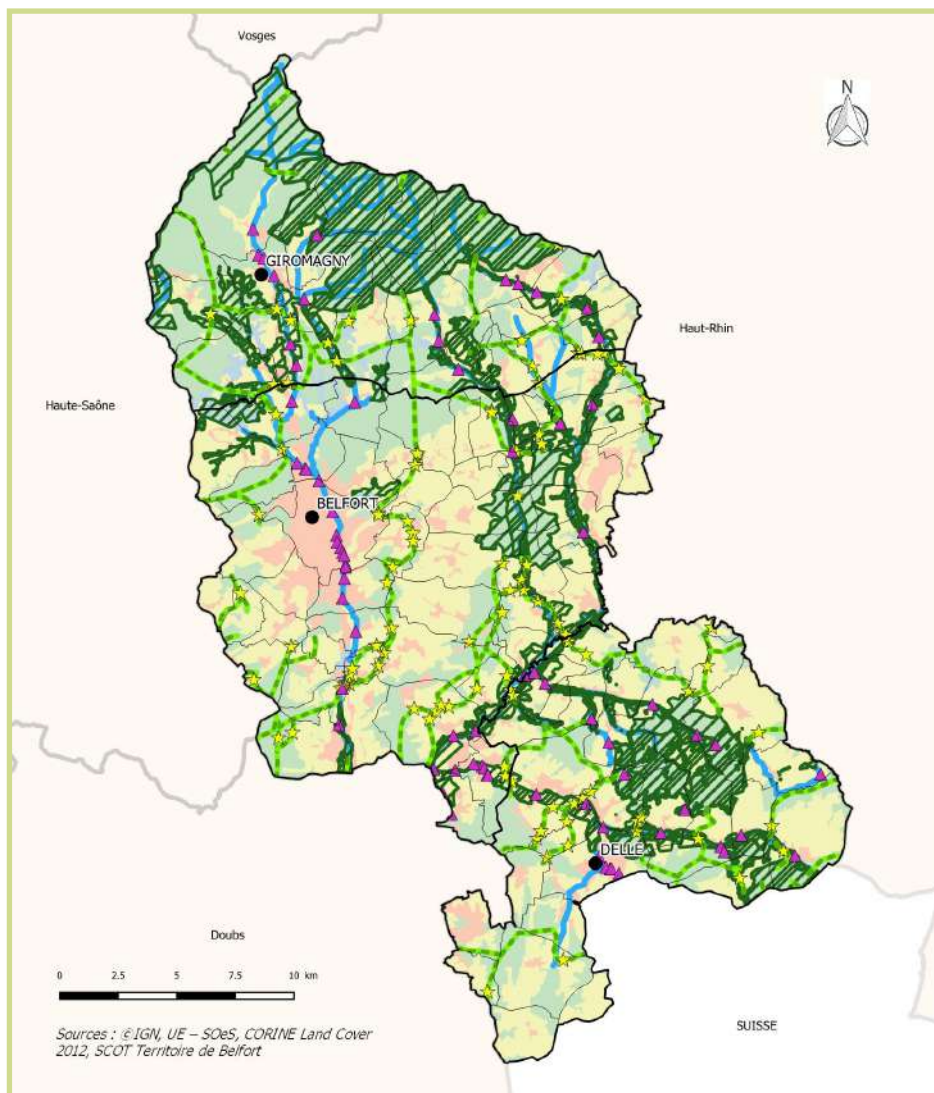 Vosges
N
GIROMAGNY
Haut-Rhin
Haute-Saône
BELFORT
DELLE
Doubs
0 2.5 5 7.5 10 km
Sources : ©IGN, UE – SOeS, CORINE Land Cover
2012, SCOT Territoire de Belfort
SUISSE